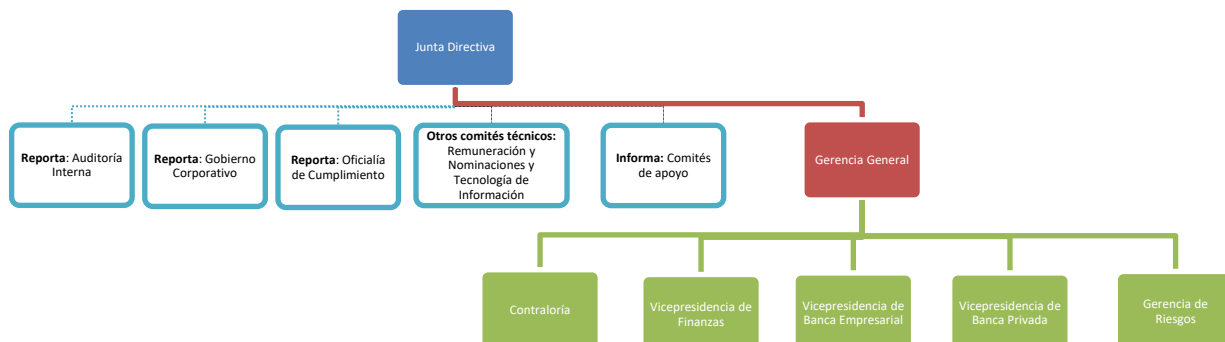 Junta Directiva
Reporta: Auditoría
Interna
Reporta: Gobierno
Corporativo
Reporta: Oficialía
de Cumplimiento
Otros comités técnicos:
Remuneración y
Nominaciones y
Tecnología de
Información
Informa: Comités
de apoyo
Gerencia General
Contraloría
Vicepresidencia de
Finanzas
Vicepresidencia de
Banca Empresarial
Vicepresidencia de
Banca Privada
Gerencia de
Riesgos